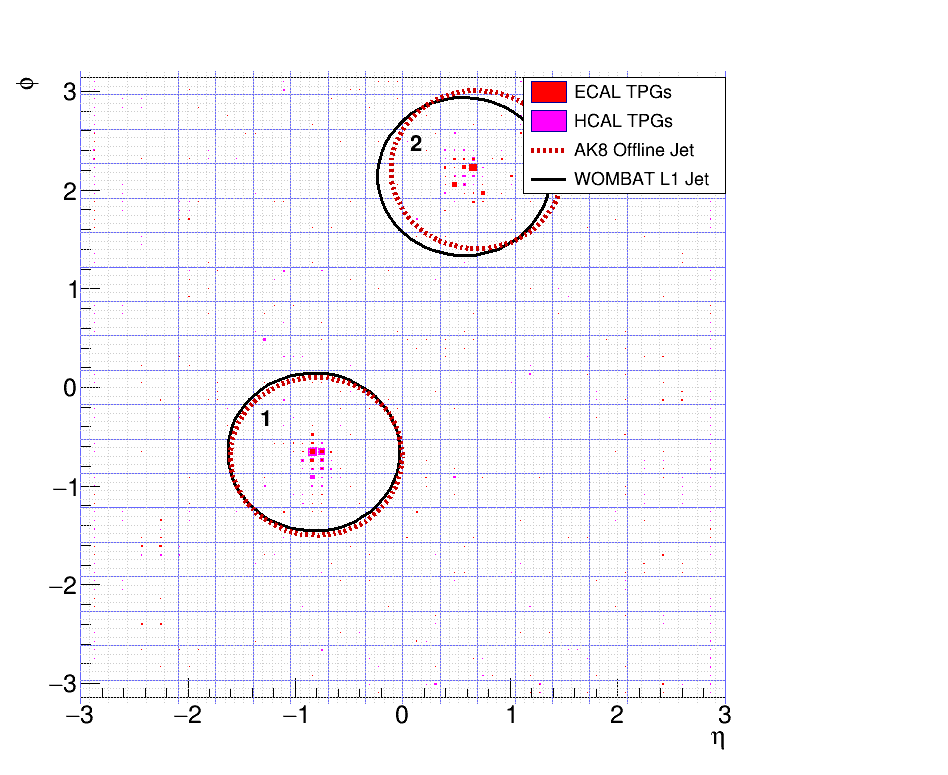 φ
3
2
1
0
−1
−2
−3
2
1
ECAL TPGs
HCAL TPGs
AK8 Offline Jet
WOMBAT L1 Jet
−3 −2 −1 0 1 2 3
η